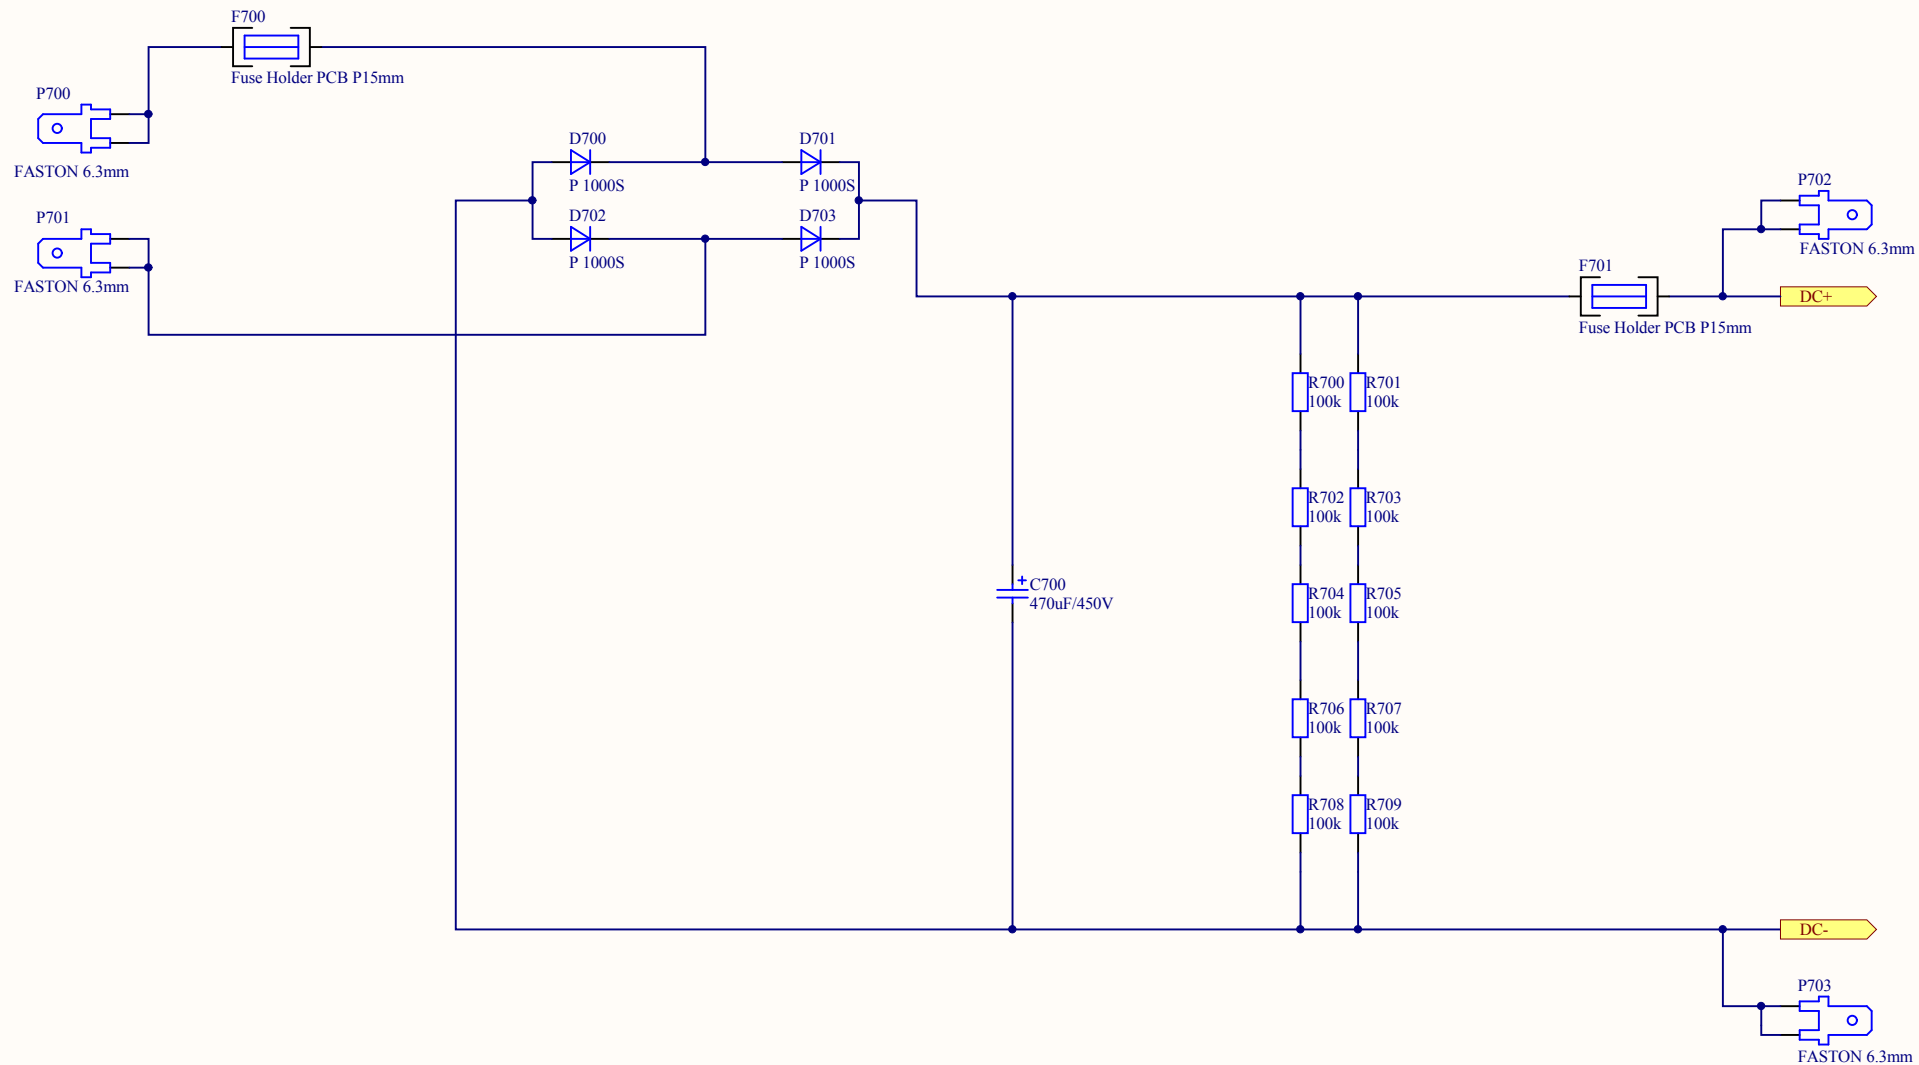 F700
Fuse Holder PCB P15mm
P700
FASTON 6.3mm
P701
FASTON 6.3mm
D700
P 1000S
D701
P 1000S
D702
P 1000S
D703
P 1000S
P702
FASTON 6.3mm
F701
Fuse Holder PCB P15mm
DC+
R700
100k
R701
100k
R702
100k
R703
100k
+
C700
470uF/450V
R704
100k
R705
100k
R706
100k
R707
100k
R708
100k
R709
100k
DC-
P703
FASTON 6.3mm